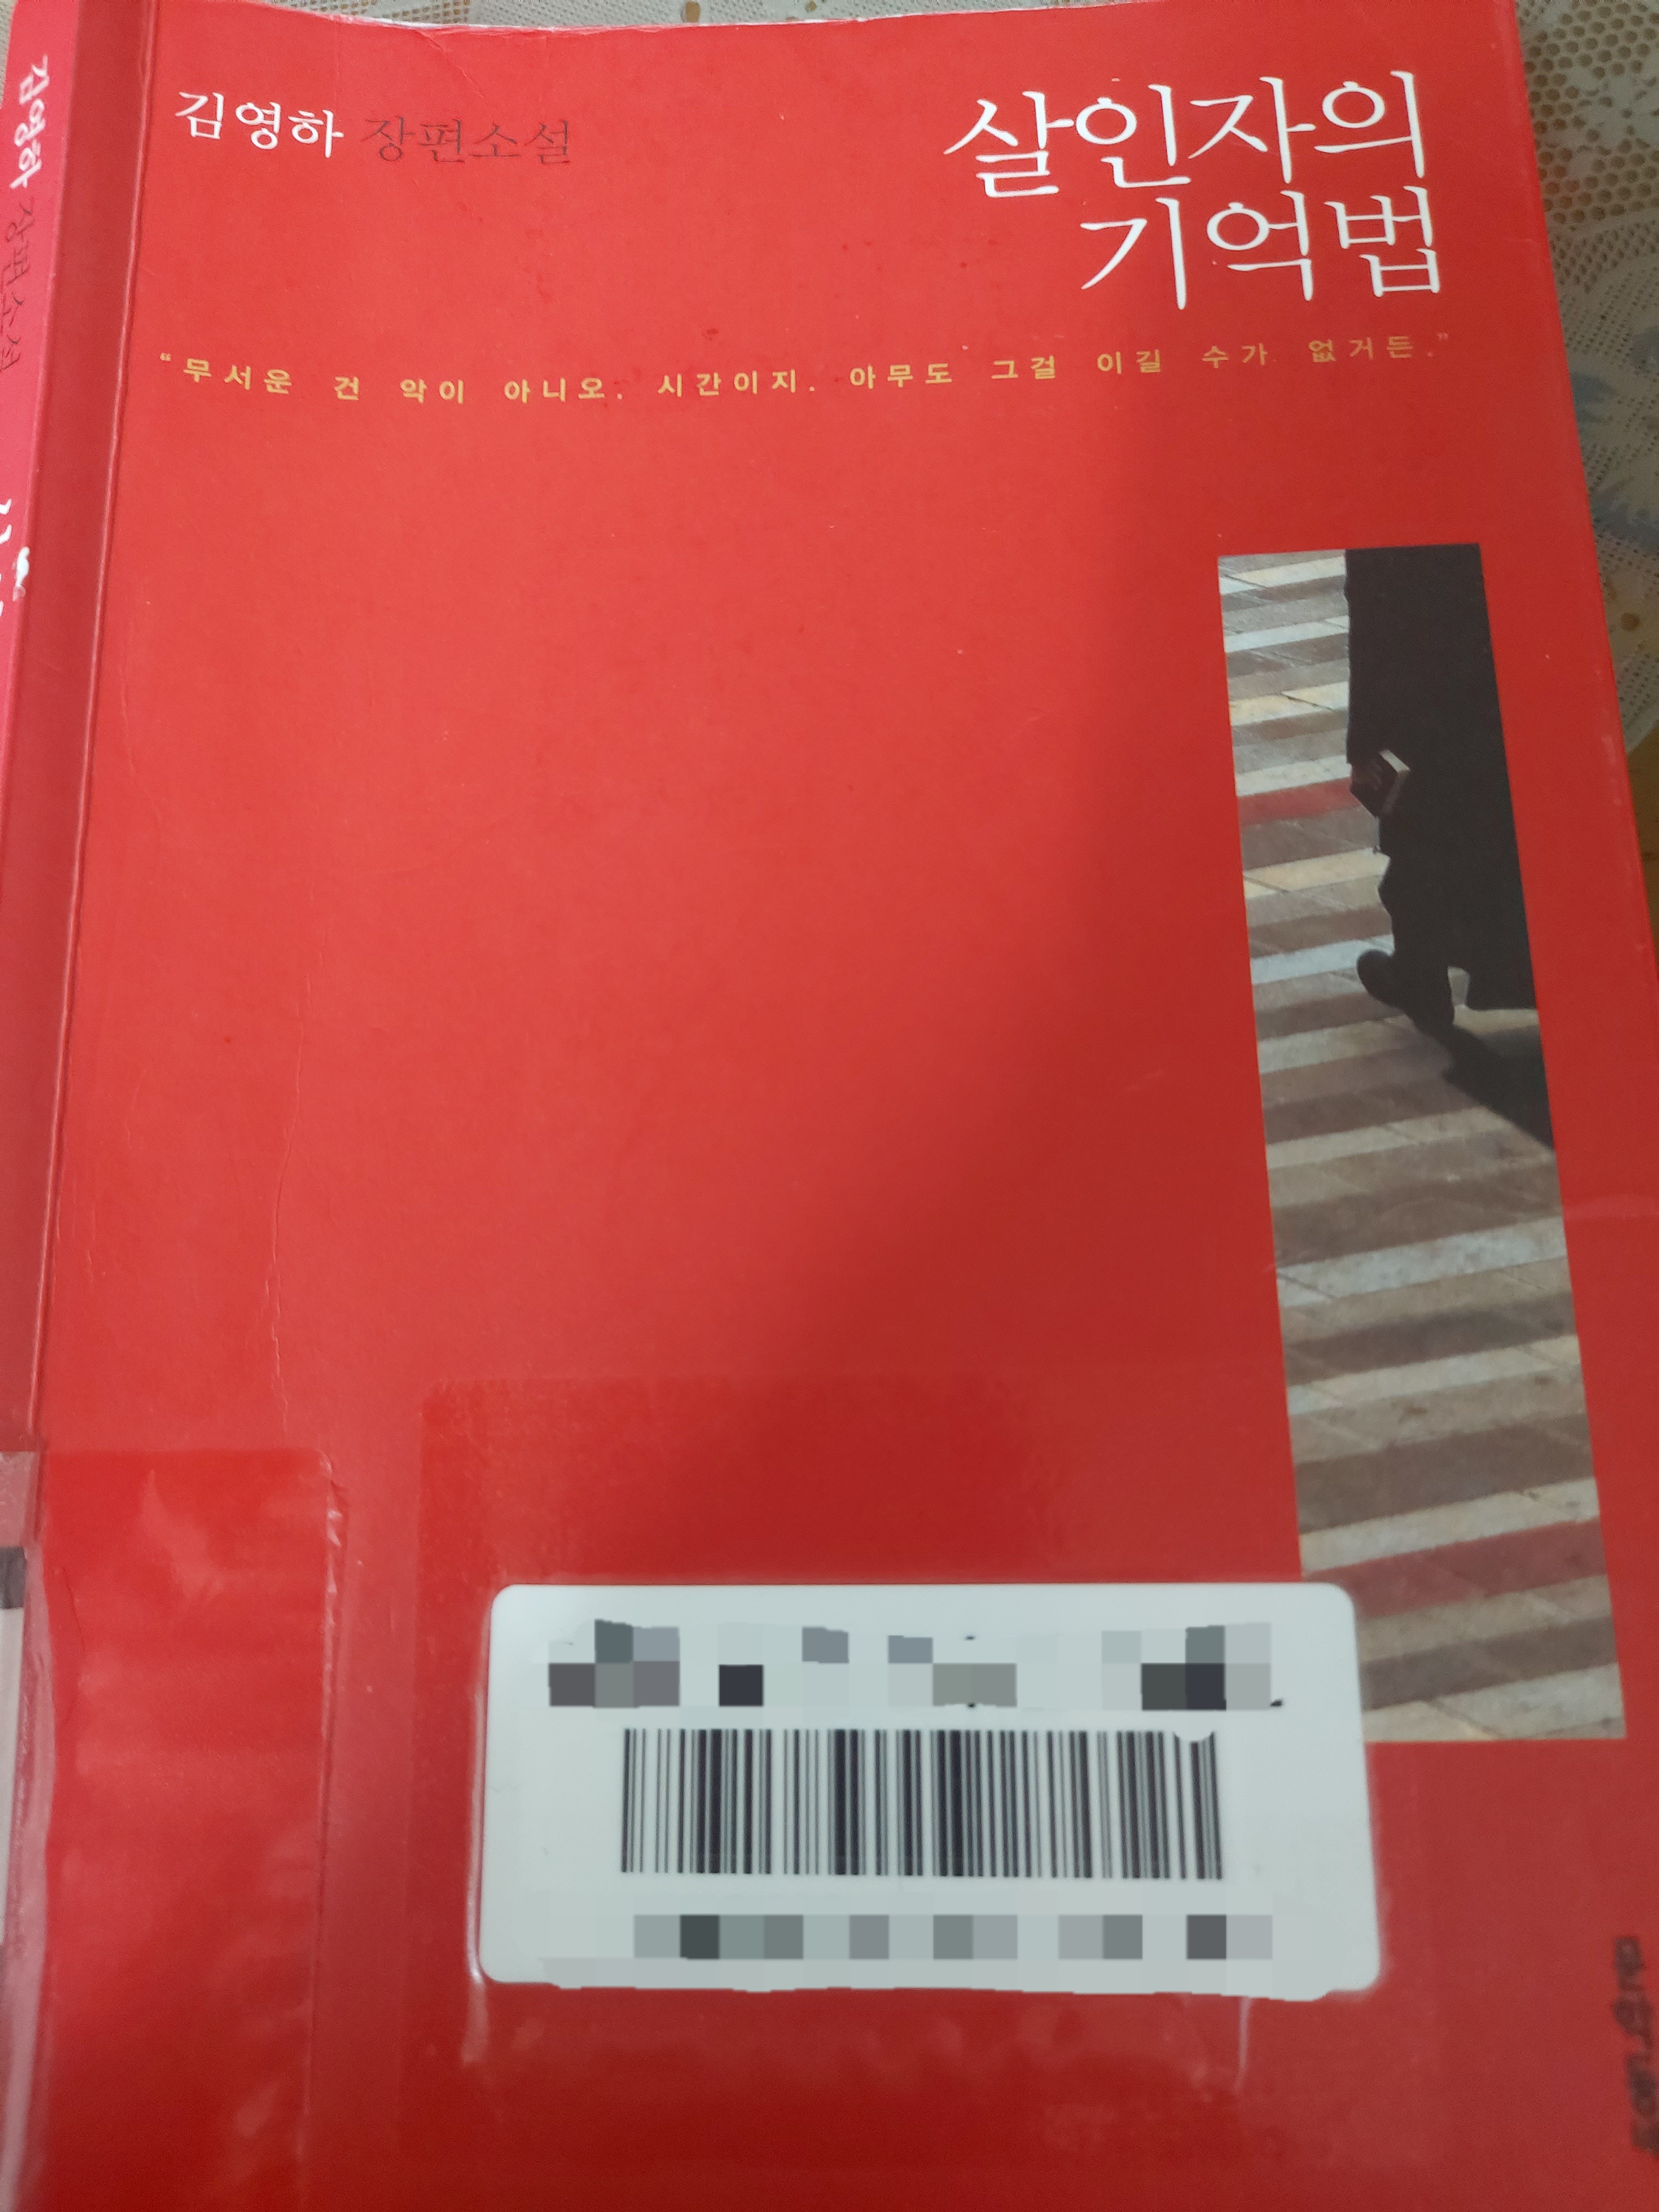 김영하 장편소설
살인자의
기억법
“무서운 건 악이 아니오. 시간이지. 아무도 그걸 이길 수가 없거든.”
김영하 장편소설